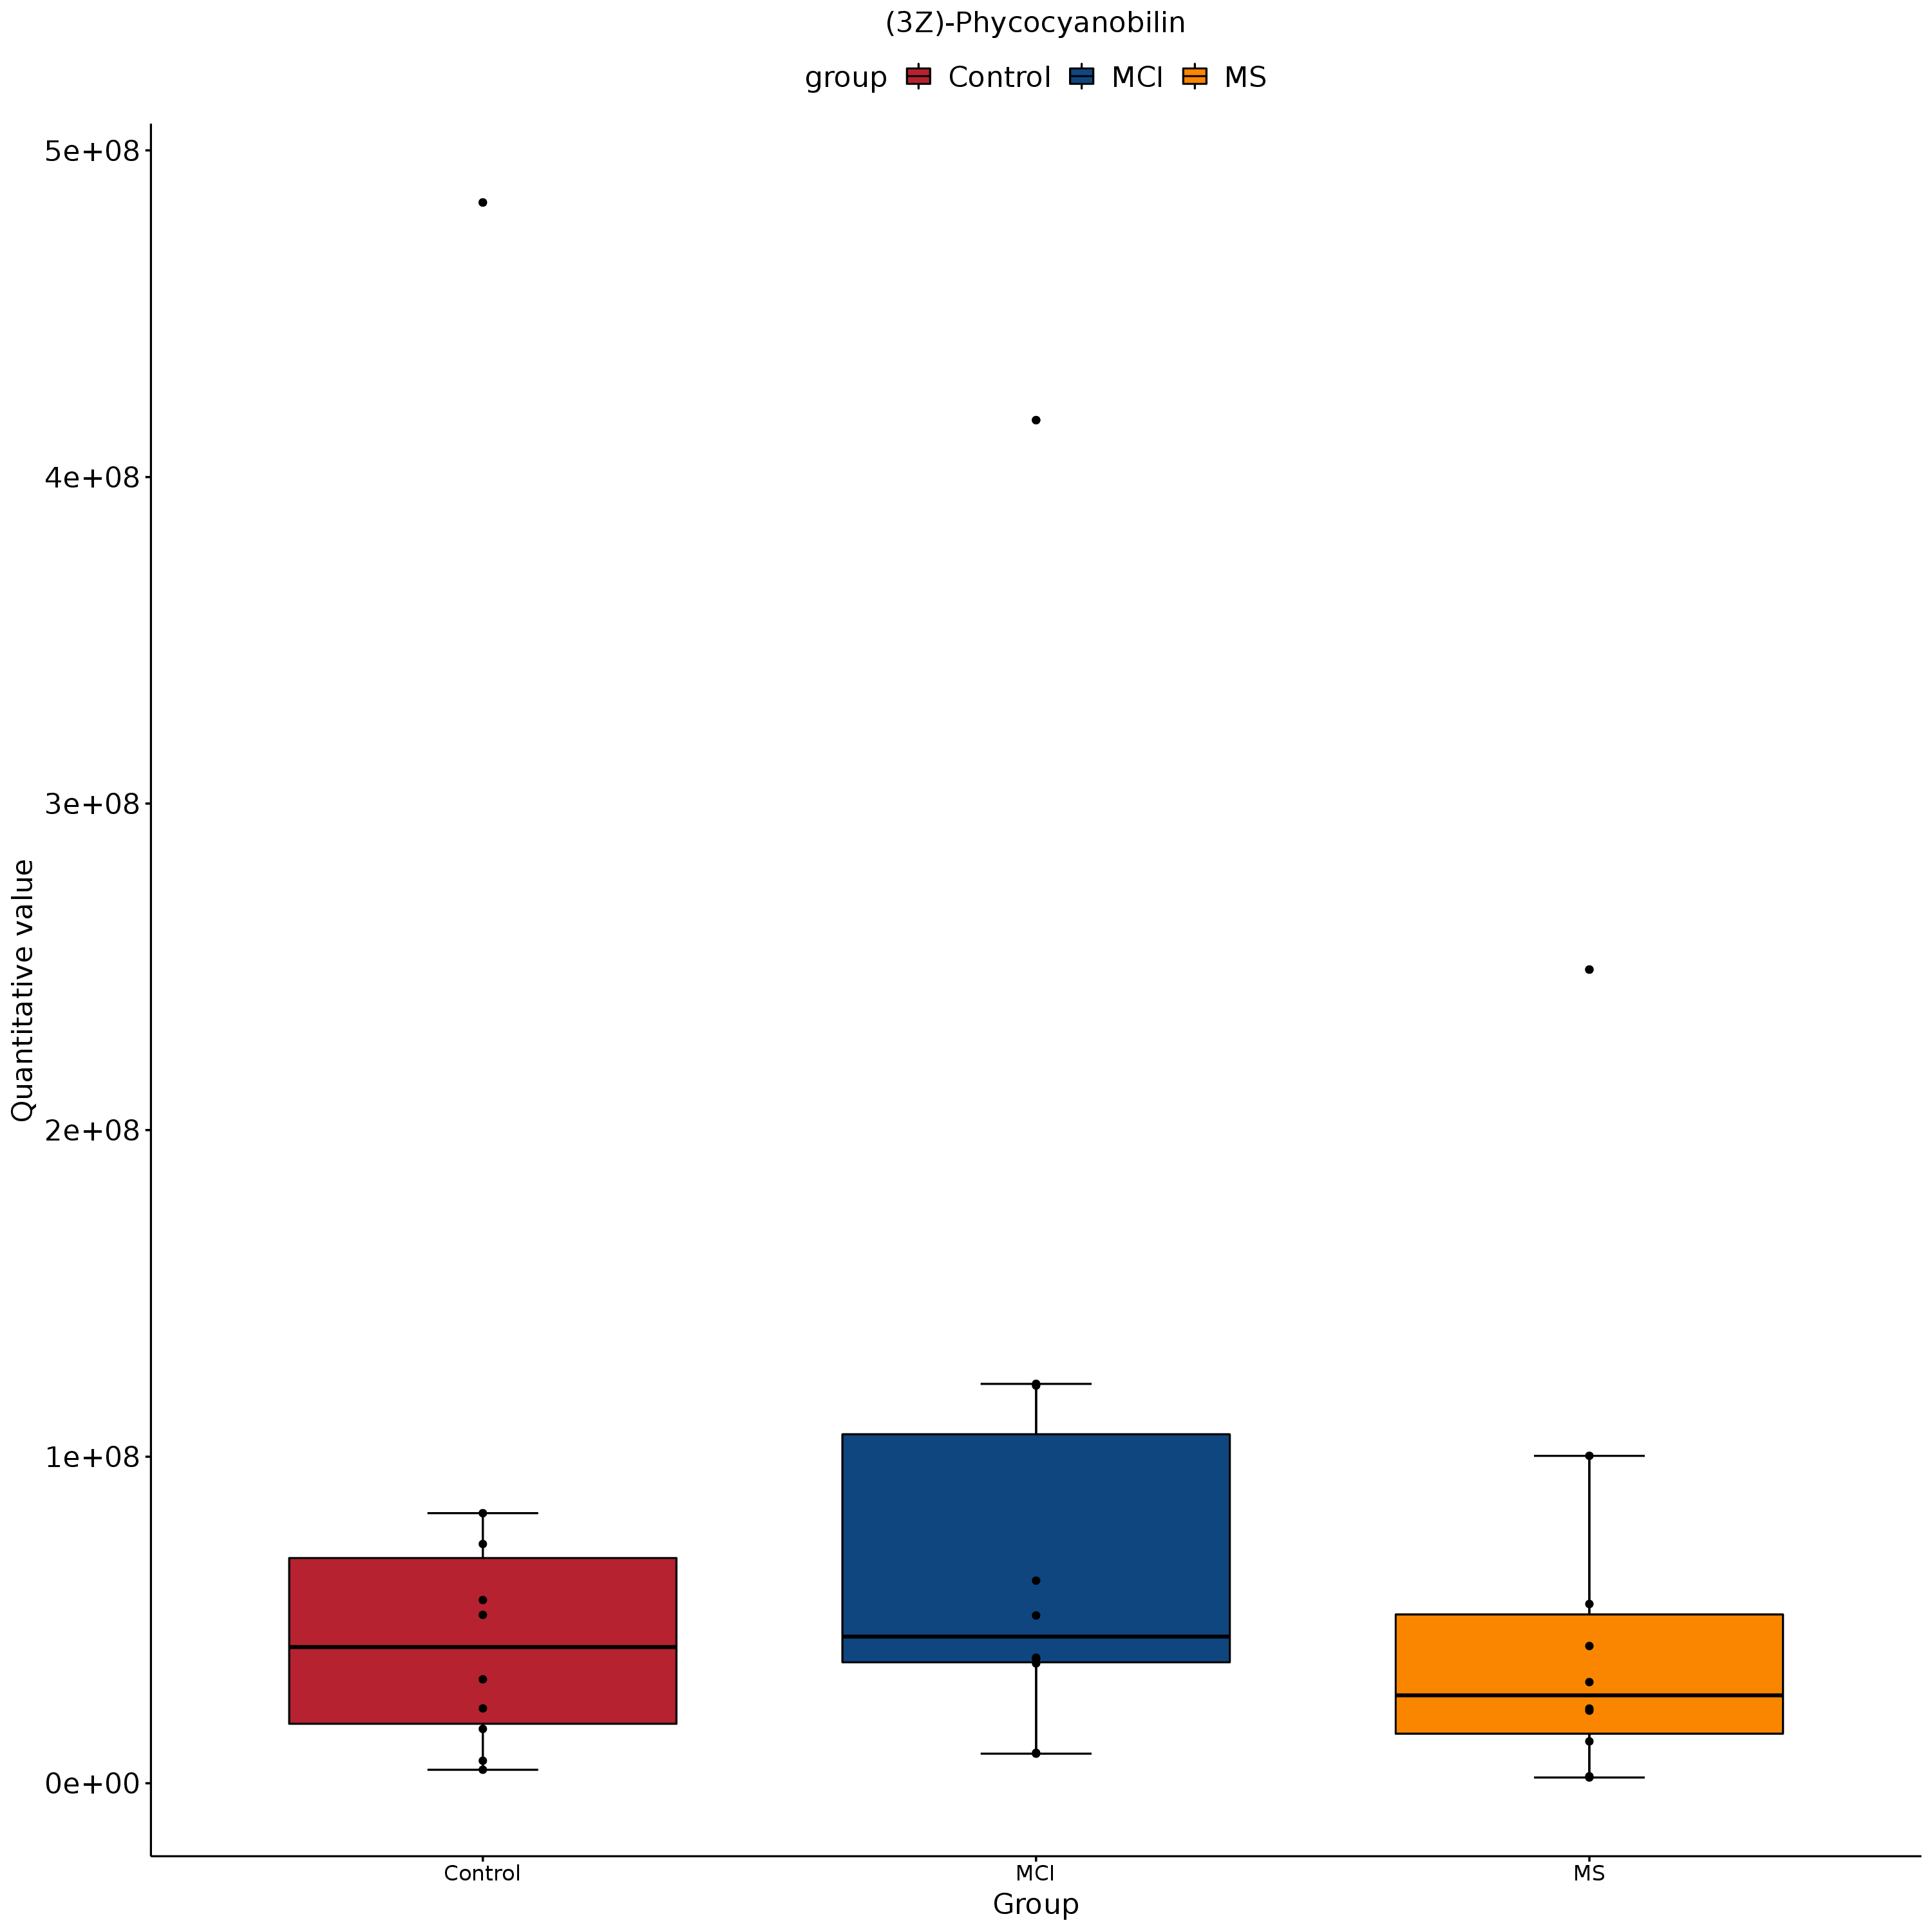 (3Z)-Phycocyanobilin
group Control MCI MS
5e+08
4e+08
3e+08
2e+08
1e+08
0e+00
Quantitative value
Control MCI MS
Group